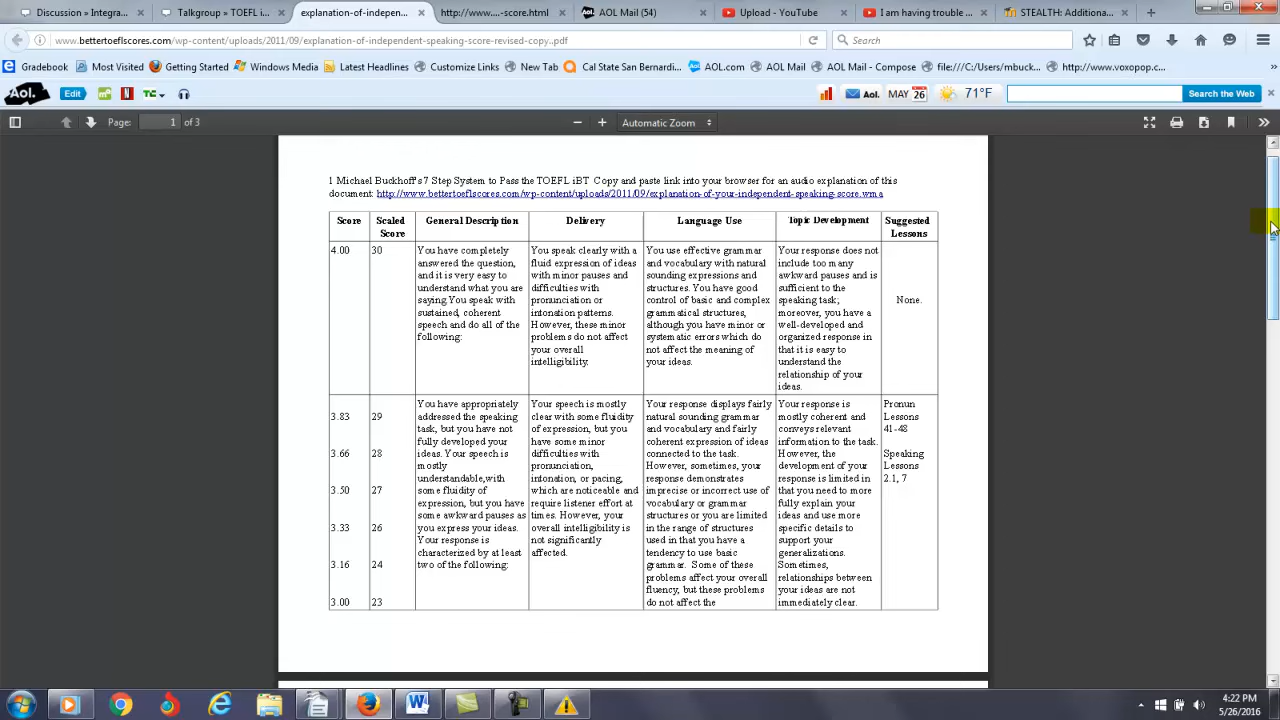 Discussion » Integra...
Talkgroup » TOEFL i...
explanation-of-indepen...
http://www....-score.html
AOL Mail (54)
Upload - YouTube
I am having trouble ...
STEALTH: Additiona...
www.bettertoeflscores.com/wp-content/uploads/2011/09/explanation-of-independent-speaking-score-revised-copy..pdf
Search
Gradebook
Most Visited
Getting Started
Windows Media
Latest Headlines
Customize Links
New Tab
Cal State San Bernardi...
AOL.com
AOL Mail
AOL Mail - Compose
file:///C:/Users/mbuck...
http://www.voxopop.c...
Aol.
Edit
TC
Aol.
MAY 26
71°F
Search the Web
Page: 1 of 3
Automatic Zoom
1 Michael Buckhoff's 7 Step System to Pass the TOEFL iBT Copy and paste link into your browser for an audio explanation of this
document: http://www.bettertoeflscores.com/wp-content/uploads/2011/09/explanation-of-your-independent-speaking-score.wma
Score
Scaled
Score
General Description
Delivery
Language Use
Topic Development
Suggested
Lessons
4.00
30
You have completely
answered the question,
and it is very easy to
understand what you are
saying.You speak with
sustained, coherent
speech and do all of the
following:
You speak clearly with a
fluid expression of ideas
with minor pauses and
difficulties with
pronunciation or
intonation patterns.
However, these minor
problems do not affect
your overall
intelligibility.
You use effective grammar
and vocabulary with natural
sounding expressions and
structures. You have good
control of basic and complex
grammatical structures,
although you have minor or
systematic errors which do
not affect the meaning of
your ideas.
Your response does not
include too many
awkward pauses and is
sufficient to the
speaking task;
moreover, you have a
well-developed and
organized response in
that it is easy to
understand the
relationship of your
ideas.
None.
3.83
3.66
3.50
3.33
3.16
3.00
29
28
27
26
24
23
You have appropriately
addressed the speaking
task, but you have not
fully developed your
ideas. Your speech is
mostly
understandable,with
some fluidity of
expression, but you have
some awkward pauses as
you express your ideas.
Your response is
characterized by at least
two of the following:
Your speech is mostly
clear with some fluidity
of expression, but you
have some minor
difficulties with
pronunciation,
intonation, or pacing,
which are noticeable and
require listener effort at
times. However, your
overall intelligibility is
not significantly
affected.
Your response displays fairly
natural sounding grammar
and vocabulary and fairly
coherent expression of ideas
connected to the task.
However, sometimes, your
response demonstrates
imprecise or incorrect use of
vocabulary or grammar
structures or you are limited
in the range of structures
used in that you have a
tendency to use basic
grammar. Some of these
problems affect your overall
fluency, but these problems
do not affect the
Your response is
mostly coherent and
conveys relevant
information to the task.
However, the
development of your
response is limited in
that you need to more
fully explain your
ideas and use more
specific details to
support your
generalizations.
Sometimes,
relationships between
your ideas are not
immediately clear.
Pronun
Lessons
41-48
Speaking
Lessons
2.1, 7
4:22 PM
5/26/2016